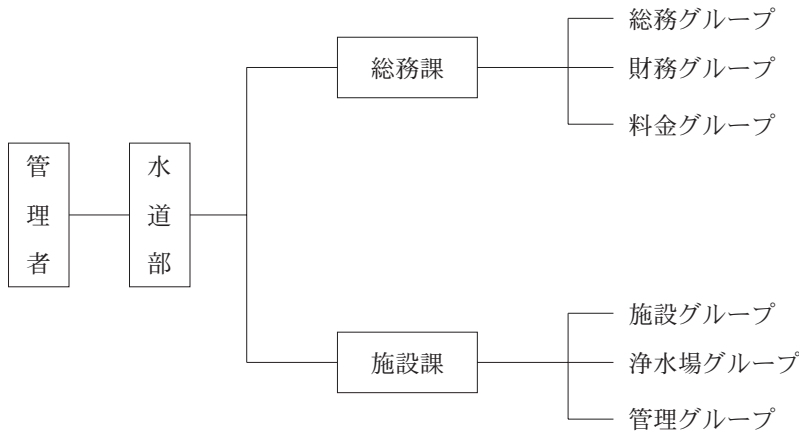 管理者
水道部
総務課
総務グループ
財務グループ
料金グループ
施設課
施設グループ
浄水場グループ
管理グループ